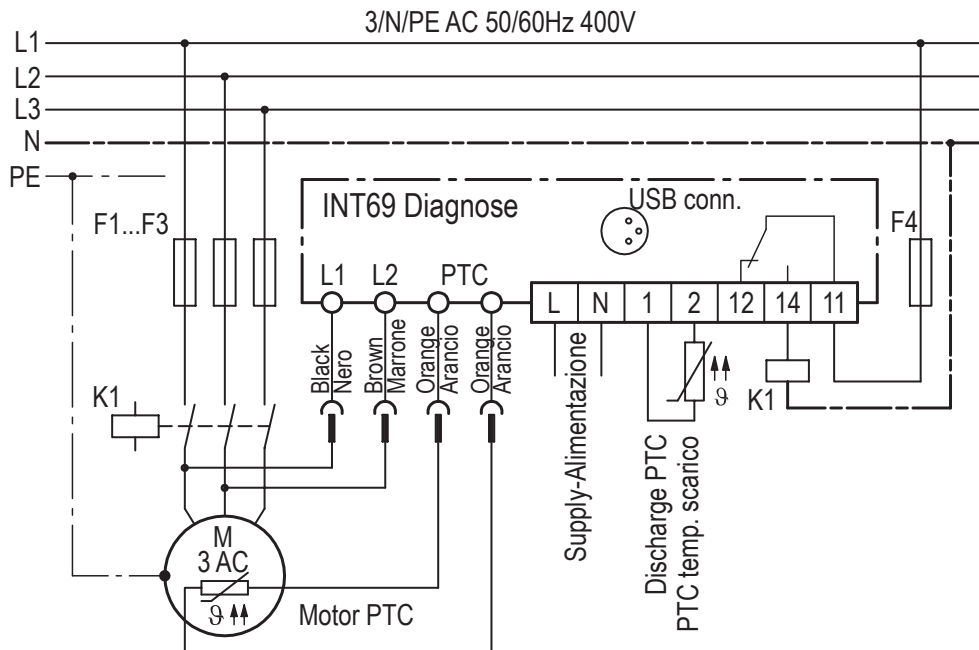 3/N/PE AC 50/60Hz 400V
L1
L2
L3
N
PE
INT69 Diagnose
USB conn.
F1...F3
F4
L1 L2 PTC
L N 1 2 12 14 11
Black
Nero
Brown
Marrone
Orange
Arancio
Orange
Arancio
Supply-Alimentazione
ϑ
Discharge PTC
PTC temp. scarico
K1
K1
M
3 AC
ϑ
Motor PTC